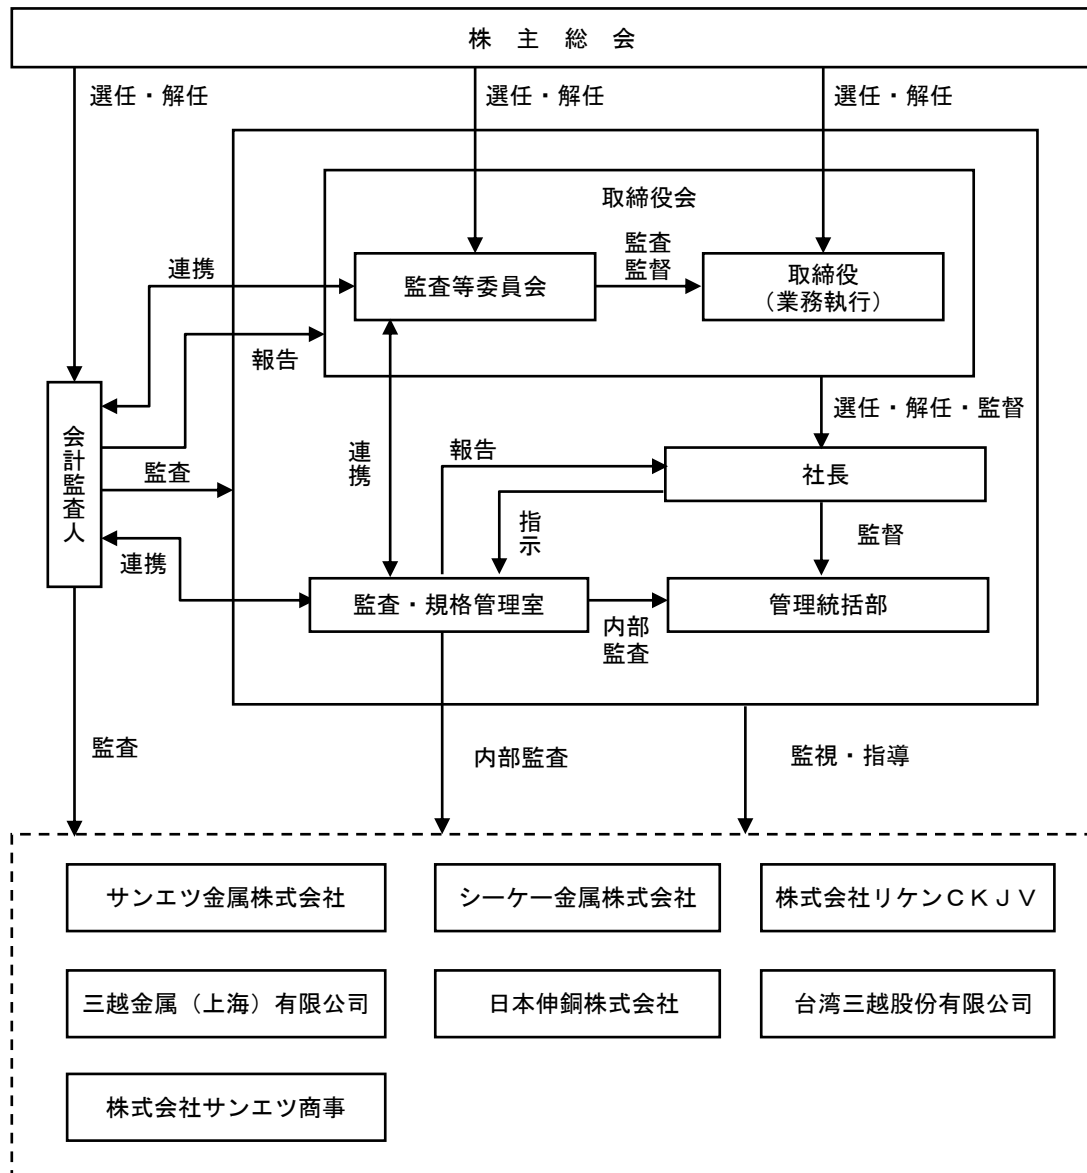 株 主 総 会
選任・解任
選任・解任
選任・解任
取締役会
監査等委員会
監査
監督
取締役
(業務執行)
連携
報告
選任・解任・監督
会計監査人
連携
報告
社長
監査
指示
監督
連携
監査・規格管理室
内部
監査
管理統括部
監査
内部監査
監視・指導
サンエツ金属株式会社
シーケー金属株式会社
株式会社リケンCKJV
三越金属(上海)有限公司
日本伸銅株式会社
台湾三越股份有限公司
株式会社サンエツ商事